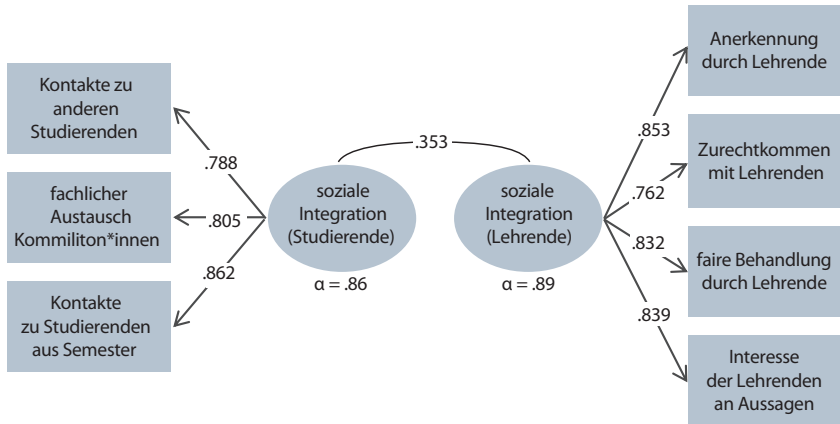 Kontakte zu
anderen
Studierenden
fachlicher
Austausch
Kommiliton*innen
Kontakte
zu Studierenden
aus Semester
.788
.805
.862
soziale
Integration
(Studierende)
α = .86
.353
soziale
Integration
(Lehrende)
α = .89
.853
.762
.832
.839
Anerkennung
durch Lehrende
Zurechtkommen
mit Lehrenden
faire Behandlung
durch Lehrende
Interesse
der Lehrenden
an Aussagen